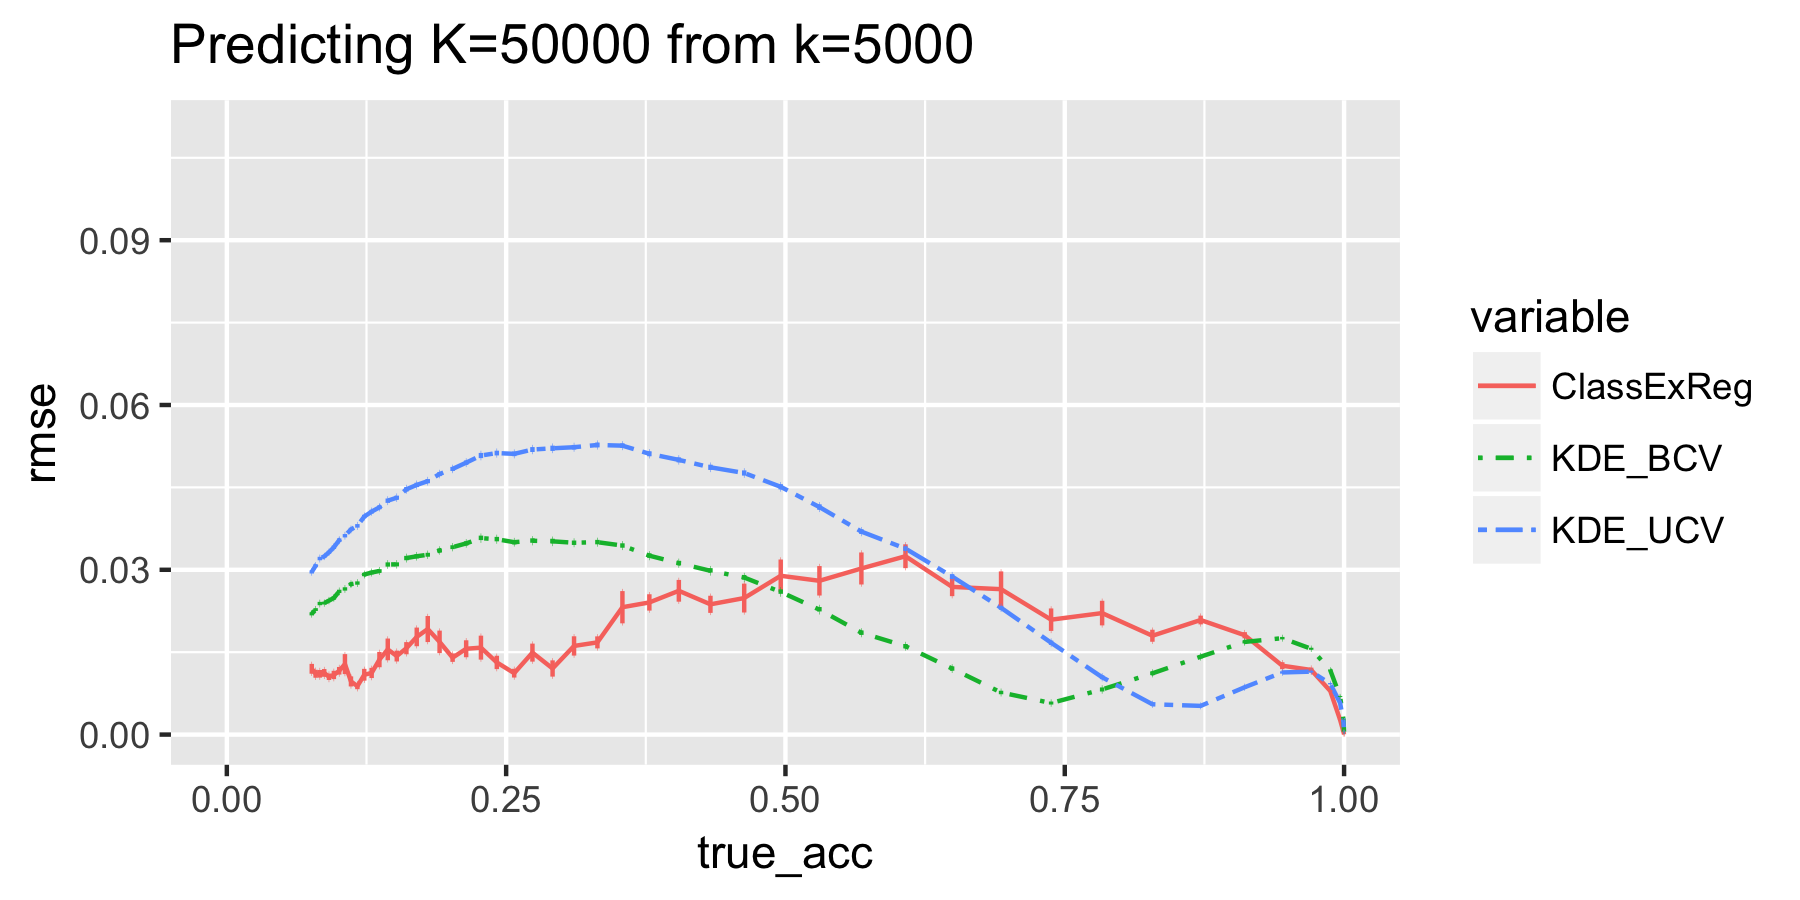 Predicting K=50000 from k=5000
rmse
0.09
0.06
0.03
0.00
0.00 0.25 0.50 0.75 1.00
true_acc
variable
ClassExReg
KDE_BCV
KDE_UCV